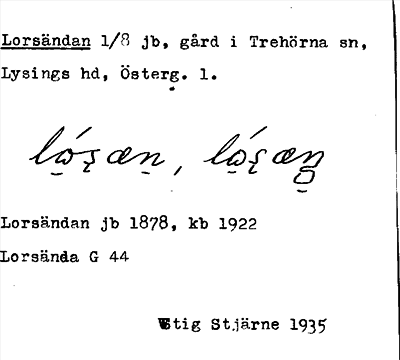 Lorsändan 1/8 jb, gård i Trehörna sn,
Lysings hd, Österg. l.
Lorsändan jb 1878, kb 1922
Lorsända G 44
Stig Stjärne 1935